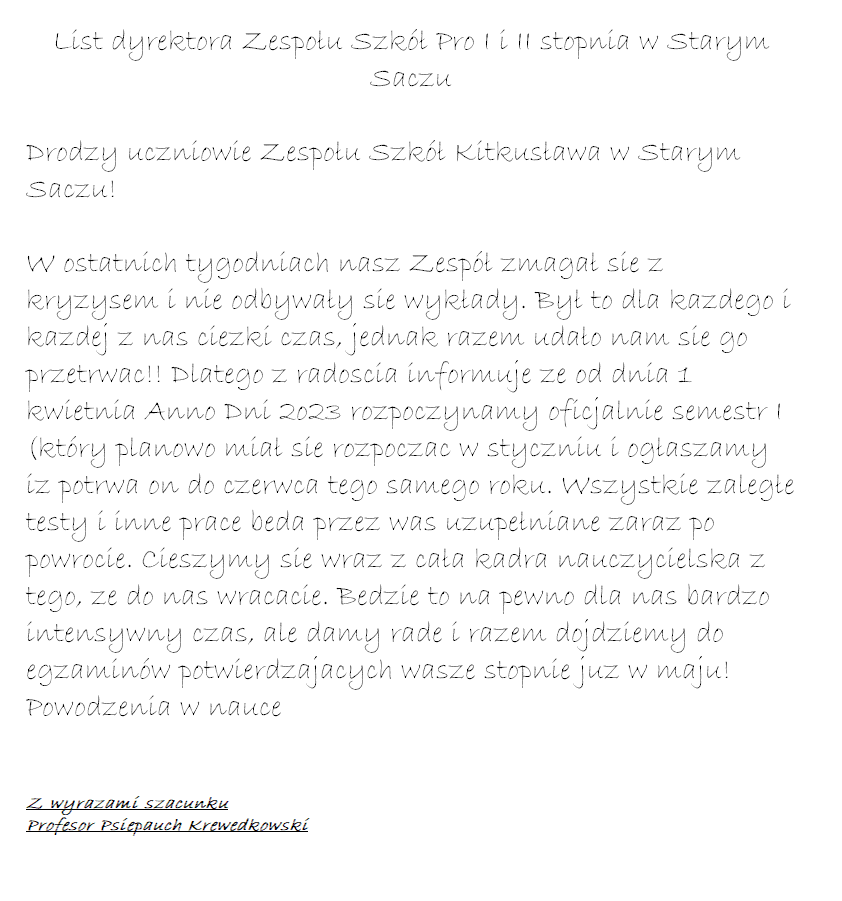 List dyrektora Zespołu Szkół Pro I i II stopnia w Starym
Saczu
Drodzy uczniowie Zespołu Szkół Kitkusława w Starym
Saczu!
W ostatnich tygodniach nasz Zespół zmagał sie z
kryzysem i nie odbywały sie wykłady. Był to dla kazdego i
kazdej z nas ciezki czas, jednak razem udało nam sie go
przetrwac!! Dlatego z radoscia informuje ze od dnia 1
kwietnia Anno Dni 2023 rozpoczynamy oficjalnie semestr I
(który planowo miał sie rozpoczac w styczniu i ogłaszamy
iz potrwa on do czerwca tego samego roku. Wszystkie zaległe
testy i inne prace beda przez was uzupełniane zaraz po
powrocie. Cieszymy sie wraz z cała kadra nauczycielska z
tego, ze do nas wracacie. Bedzie to na pewno dla nas bardzo
intensywny czas, ale damy rade i razem dojdziemy do
egzaminów potwierdzajacych wasze stopnie juz w maju!
Powodzenia w nauce
Z wyrazami szacunku
Profesor Psiepauch Krewedkowski